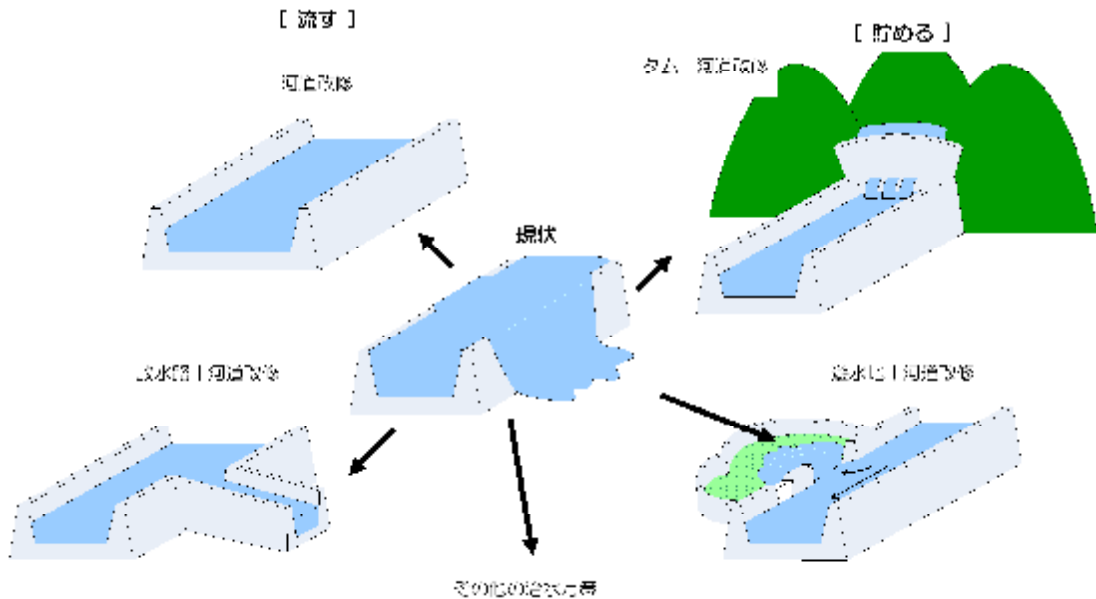 [ 流す ]
[ 貯める ]
河道改修
ダム 河道改修
現状
放水路＋河道改修
遊水地＋河道改修
その他の治水方策